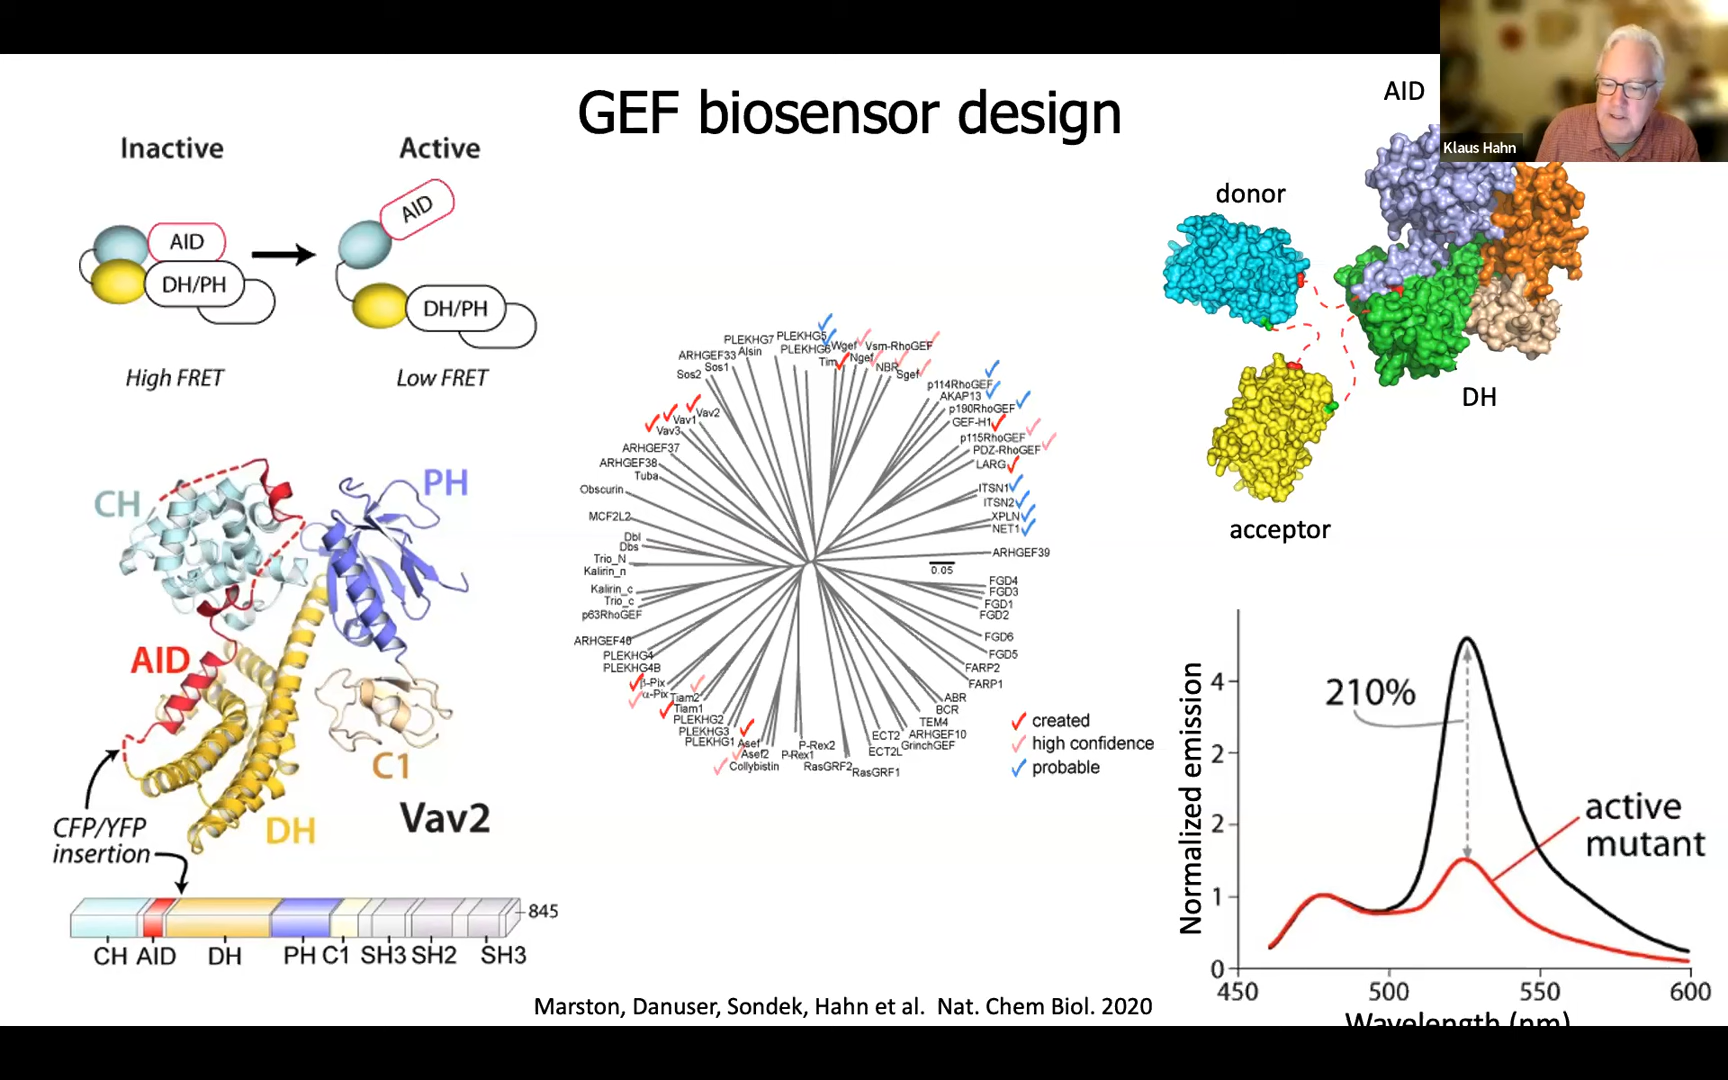 GEF biosensor design
Klaus Hahn
Inactive
Active
AID
DH/PH
AID
DH/PH
High FRET
Low FRET
CH
PH
AID
C1
DH
Vav2
CFP/YFP
insertion
845
CH AID DH PH C1 SH3 SH2 SH3
PLEKHG5
PLEKHG6
PLEKHG7
Alsin
ARHGEF33
Sos1
Sos2
Vav2
Vav1
Vav3
ARHGEF37
ARHGEF38
Tuba
Obscurin
MCF2L2
Dbl
Dbs
Trio_N
Kalirin_n
Kalirin_c
Trio_c
p63RhoGEF
ARHGEF40
PLEKHG4
PLEKHG4B
β-Pix
α-Pix
Tiam2
Tiam1
PLEKHG2
PLEKHG3
PLEKHG1
Asef
Asef2
Collybistin
P-Rex2
P-Rex1
RasGRF2
RasGRF1
ECT2
ECT2L
GrinchGEF
ARHGEF10
TEM4
BCR
ABR
FARP1
FARP2
FGD5
FGD6
FGD2
FGD1
FGD3
FGD4
0.05
ARHGEF39
NET1
XPLN
ITSN2
ITSN1
LARG
PDZ-RhoGEF
p115RhoGEF
GEF-H1
p190RhoGEF
AKAP13
p114RhoGEF
Sgef
NBR
Vsm-RhoGEF
Ngef
Wgef
Tim
created
high confidence
probable
AID
donor
DH
acceptor
Normalized emission
4
2
2
1
0
210%
active
mutant
450 500 550 600
Wavelength (nm)
Marston, Danuser, Sondek, Hahn et al. Nat. Chem Biol. 2020